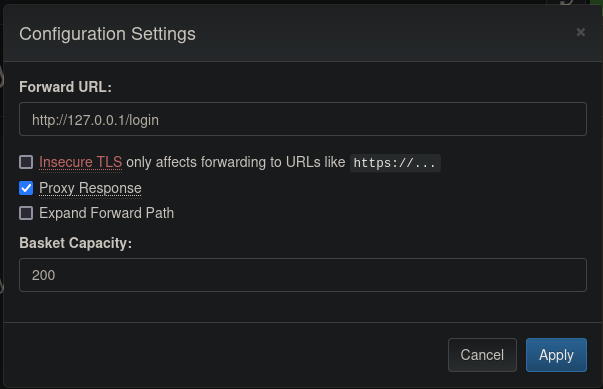 Configuration Settings
×
Forward URL:
http://127.0.0.1/login
Insecure TLS only affects forwarding to URLs like https://...
Proxy Response
Expand Forward Path
Basket Capacity:
200
Cancel Apply